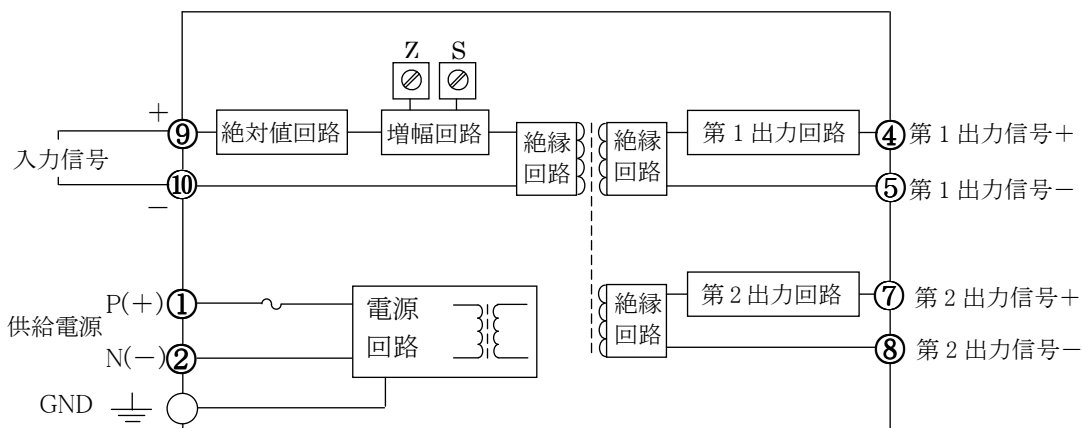 Z S
+
⑨ 絶対値回路 増幅回路 絶縁回路 絶縁回路 第1出力回路 ④ 第1出力信号+
入力信号
⑩ ⑤ 第1出力信号−
−
P(+) ① 電源回路 絶縁回路 第2出力回路 ⑦ 第2出力信号+
供給電源
N(−) ② ⑧ 第2出力信号−
GND